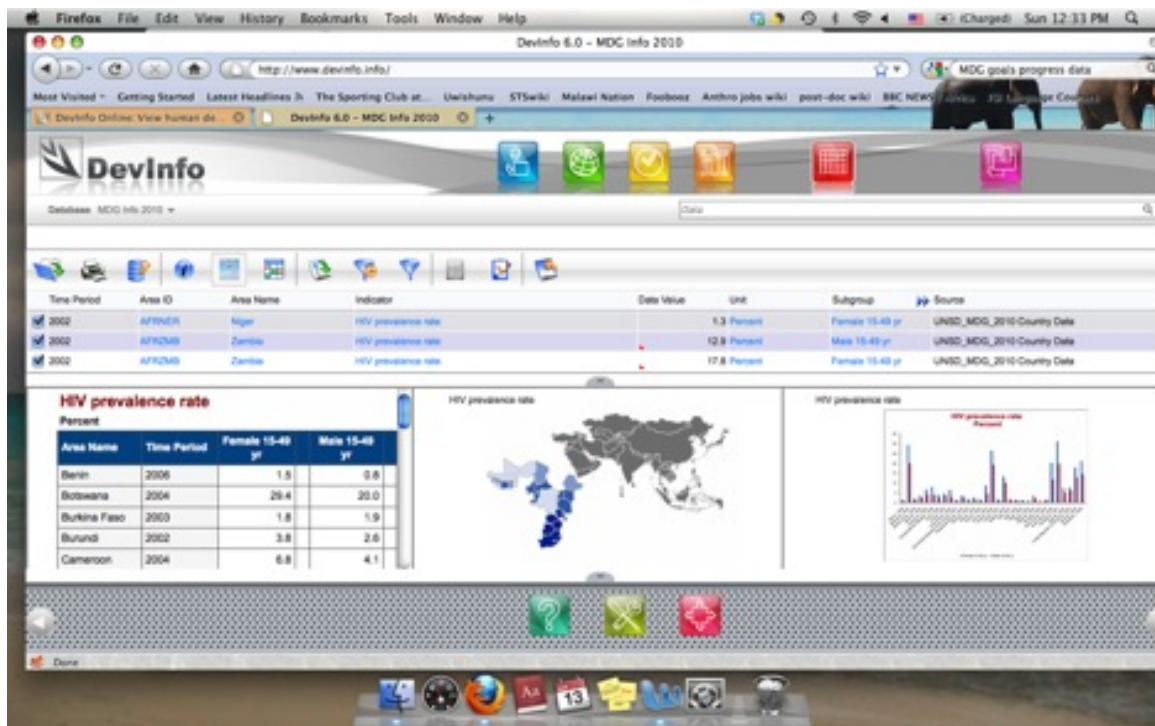 Firefox File Edit View History Bookmarks Tools Window Help (Charged) Sun 12:33 PM
DevInfo 6.0 – MDG Info 2010
http://www.devinfo.info/ MDG goals progress data
Most Visited Getting Started Latest Headlines The Sporting Club at... Uwishunu STSwiki Malawi Nation Foobooz Anthro jobs wiki post-doc wiki BBC NEWS
DevInfo Online: View human de... DevInfo 6.0 – MDG Info 2010
DevInfo
Database MDG Info 2010 data
Time Period Area ID Area Name Indicator Data Value Unit Subgroup Source
2002 AFRNER Niger HIV prevalence rate 1.3 Percent Female 15-49 yr UNSD_MDG_2010 Country Data
2002 AFRZMB Zambia HIV prevalence rate 12.9 Percent Male 15-49 yr UNSD_MDG_2010 Country Data
2002 AFRZMB Zambia HIV prevalence rate 17.8 Percent Female 15-49 yr UNSD_MDG_2010 Country Data
HIV prevalence rate HIV prevalence rate HIV prevalence rate
Percent
HIV prevalence rate
Percent
Area Name Time Period Female 15-49 yr Male 15-49 yr
Benin 2006 1.5 0.8
Botswana 2004 29.4 20.0
Burkina Faso 2003 1.8 1.9
Burundi 2002 3.8 2.6
Cameroon 2004 6.8 4.1
Done
Aa 13